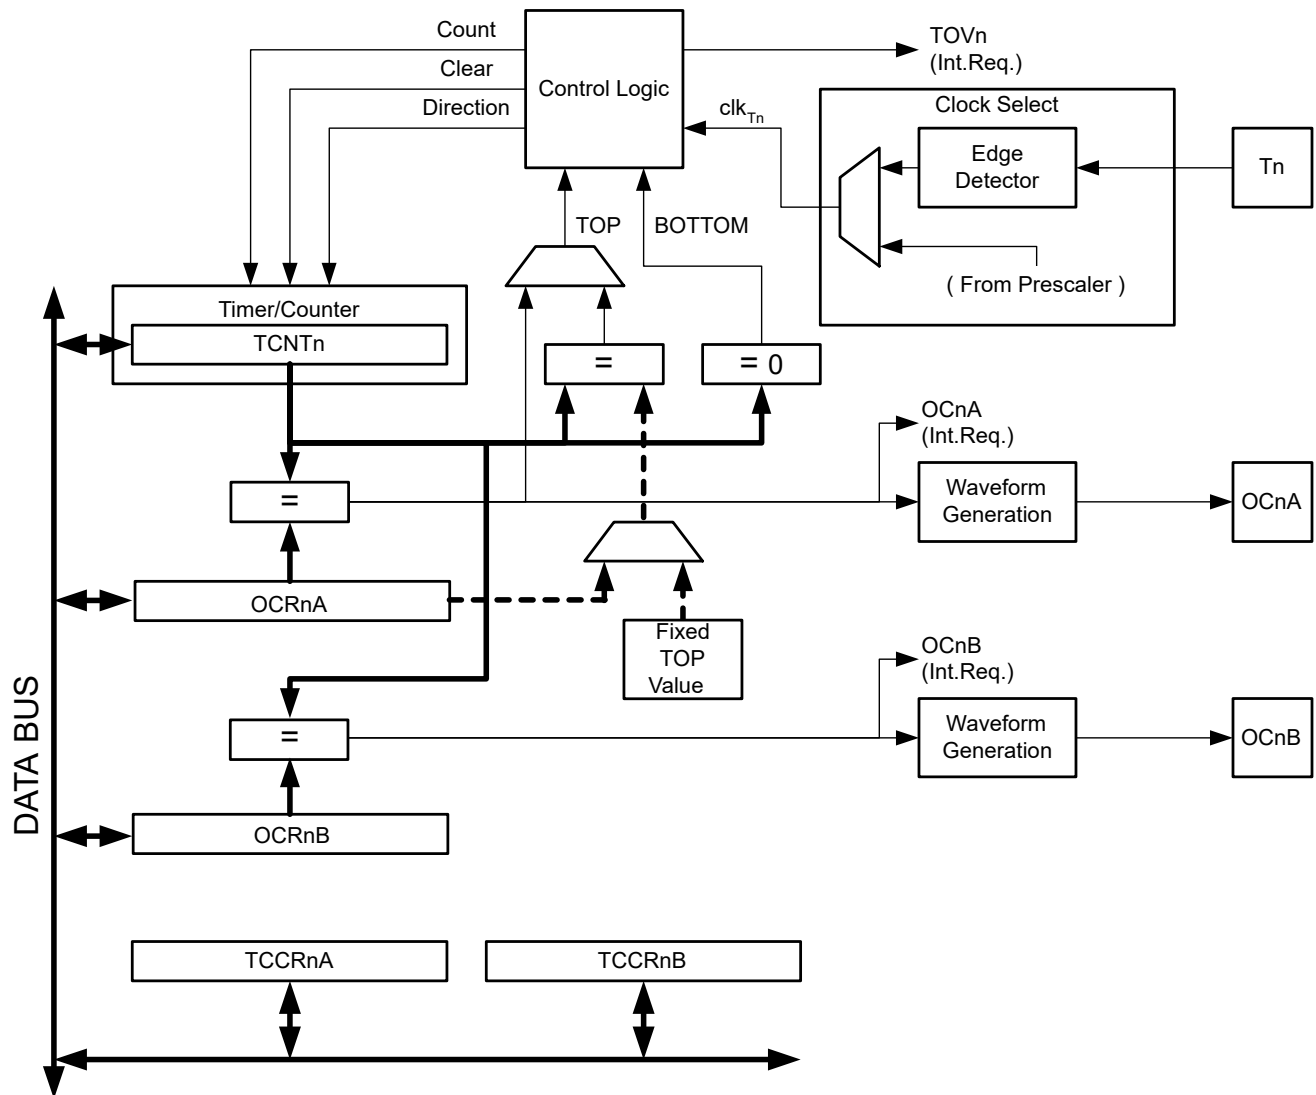 Count
Clear
Direction
Control Logic
TOVn
(Int.Req.)
clkTn
Clock Select
Edge
Detector
Tn
( From Prescaler )
TOP
BOTTOM
Timer/Counter
TCNTn
=
= 0
OCnA
(Int.Req.)
=
Waveform
Generation
OCnA
OCRnA
Fixed
TOP
Value
OCnB
(Int.Req.)
=
Waveform
Generation
OCnB
OCRnB
DATA BUS
TCCRnA
TCCRnB